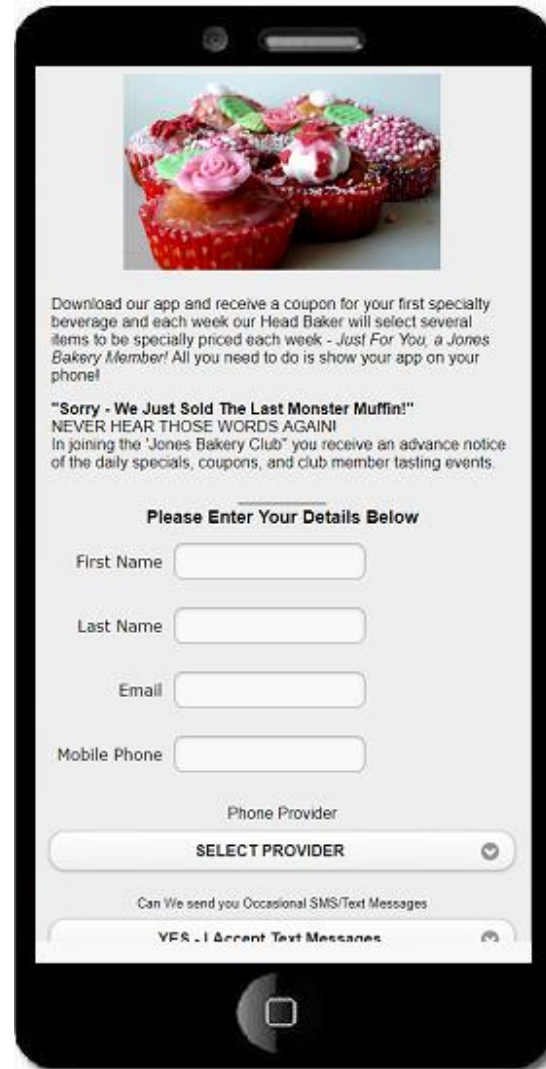 Download our app and receive a coupon for your first specialty
beverage and each week our Head Baker will select several
items to be specially priced each week - Just For You, a Jones
Bakery Member! All you need to do is show your app on your
phone!
"Sorry - We Just Sold The Last Monster Muffin!"
NEVER HEAR THOSE WORDS AGAIN!
In joining the 'Jones Bakery Club" you receive an advance notice
of the daily specials, coupons, and club member tasting events.
Please Enter Your Details Below
First Name
Last Name
Email
Mobile Phone
Phone Provider
SELECT PROVIDER
Can We send you Occasional SMS/Text Messages
YES - I Accept Text Messages